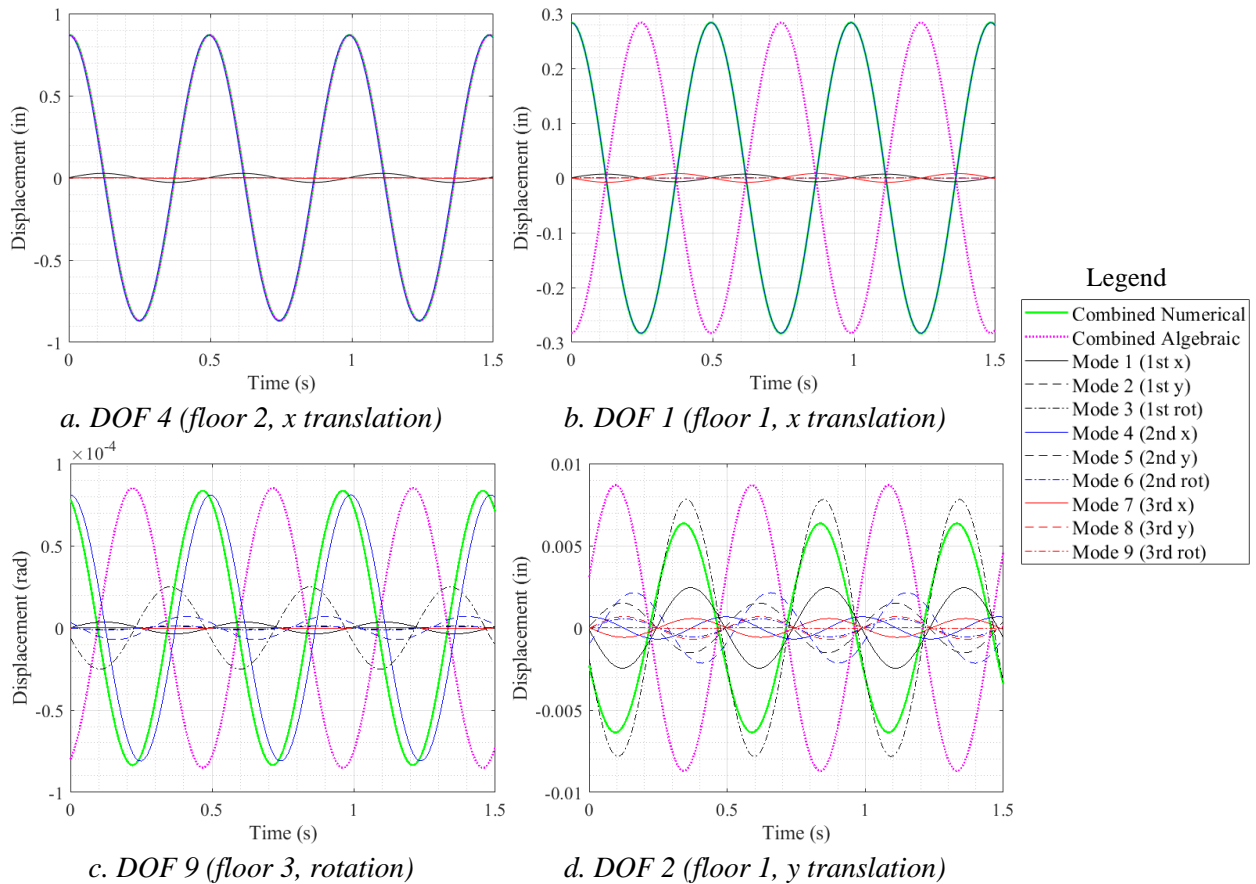 1
0.5
0
-0.5
-1
Displacement (in)
0 0.5 1 1.5
Time (s)
a. DOF 4 (floor 2, x translation)
0.3
0.2
0.1
0
-0.1
-0.2
-0.3
Displacement (in)
0 0.5 1 1.5
Time (s)
b. DOF 1 (floor 1, x translation)
×10-4
1
0.5
0
-0.5
-1
Displacement (rad)
0 0.5 1 1.5
Time (s)
c. DOF 9 (floor 3, rotation)
0.01
0.005
0
-0.005
-0.01
Displacement (in)
0 0.5 1 1.5
Time (s)
d. DOF 2 (floor 1, y translation)
Legend
Combined Numerical
Combined Algebraic
Mode 1 (1st x)
Mode 2 (1st y)
Mode 3 (1st rot)
Mode 4 (2nd x)
Mode 5 (2nd y)
Mode 6 (2nd rot)
Mode 7 (3rd x)
Mode 8 (3rd y)
Mode 9 (3rd rot)